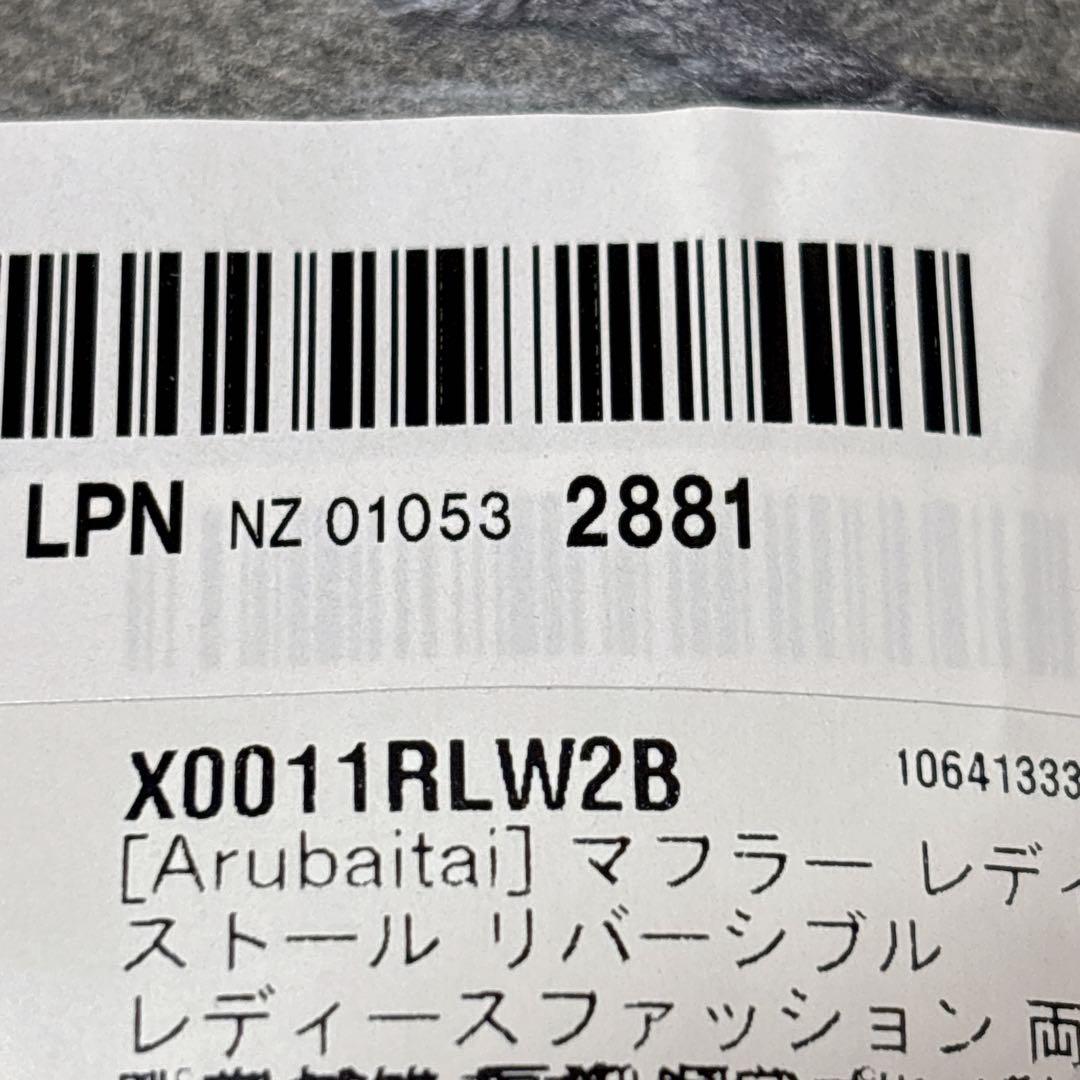 LPN NZ 01053 2881
X0011RLW2B 10641333
[Arubaitai] マフラー レディ
ストール リバーシブル
レディースファッション 両